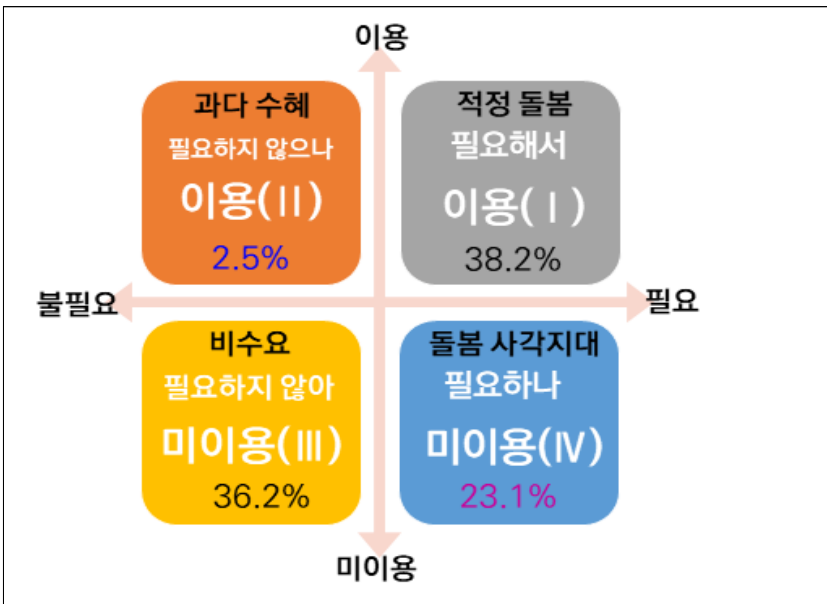 이용
과다 수혜
필요하지 않으나
이용(Ⅱ)
2.5%
적정 돌봄
필요해서
이용(Ⅰ)
38.2%
불필요
필요
비수요
필요하지 않아
미이용(Ⅲ)
36.2%
돌봄 사각지대
필요하나
미이용(Ⅳ)
23.1%
미이용